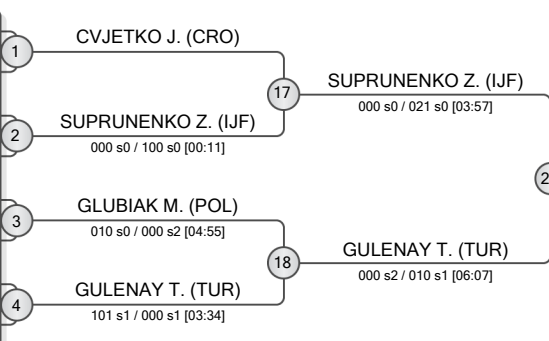 1
CVJETKO J. (CRO)
17
SUPRUNENKO Z. (IJF)
000 s0 / 021 s0 [03:57]
2
SUPRUNENKO Z. (IJF)
000 s0 / 100 s0 [00:11]
3
GLUBIAK M. (POL)
010 s0 / 000 s2 [04:55]
18
GULENAY T. (TUR)
000 s2 / 010 s1 [06:07]
4
GULENAY T. (TUR)
101 s1 / 000 s1 [03:34]